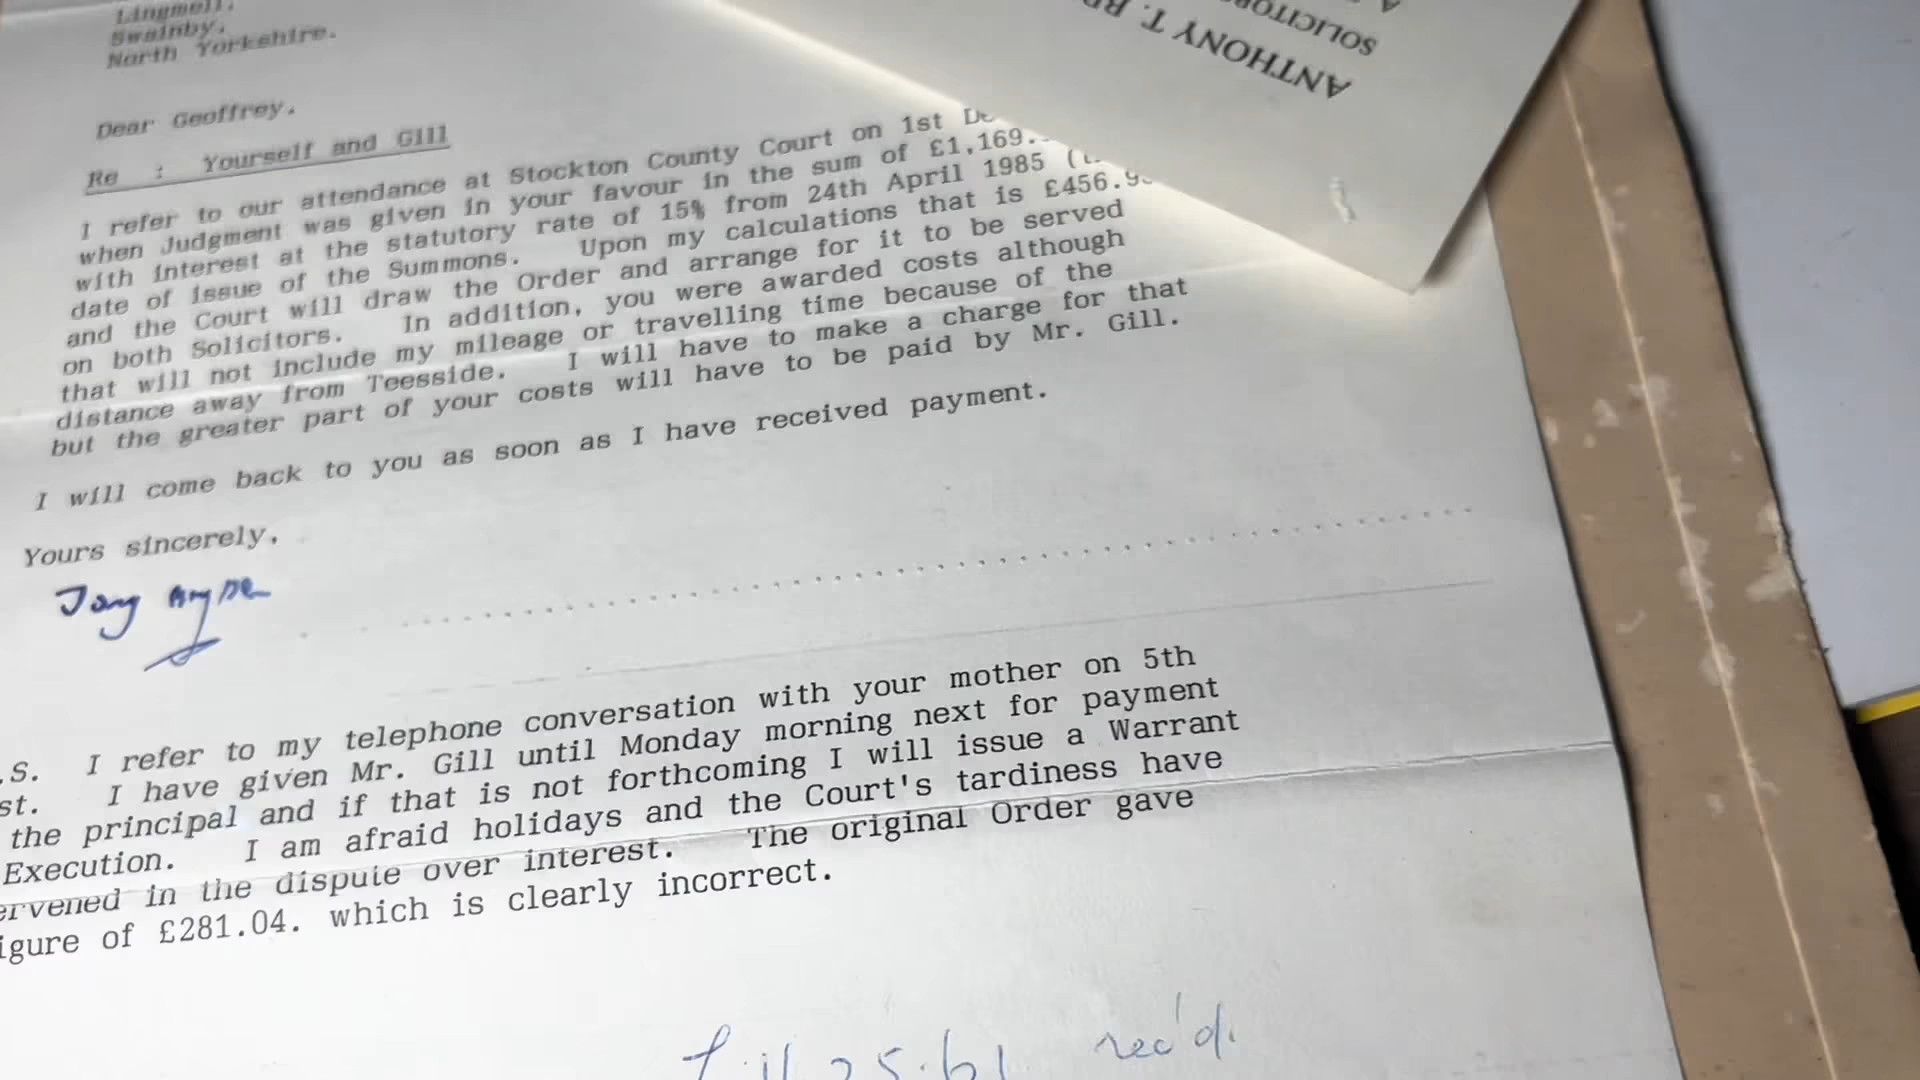 Lingmell,
Swainby,
North Yorkshire.
ANTHONY T.
Dear Geoffrey,
Re : Yourself and Gill
I refer to our attendance at Stockton County Court on 1st
when Judgment was given in your favour in the sum of £1,169.
with interest at the statutory rate of 15% from 24th April 1985
date of issue of the Summons. Upon my calculations that is £456.9
and the Court will draw the Order and arrange for it to be served
on both Solicitors. In addition, you were awarded costs although
that will not include my mileage or travelling time because of the
distance away from Teesside. I will have to make a charge for that
but the greater part of your costs will have to be paid by Mr. Gill.
I will come back to you as soon as I have received payment.
Yours sincerely,
.S. I refer to my telephone conversation with your mother on 5th
st. I have given Mr. Gill until Monday morning next for payment
the principal and if that is not forthcoming I will issue a Warrant
Execution. I am afraid holidays and the Court's tardiness have
ervened in the dispute over interest. The original Order gave
igure of £281.04. which is clearly incorrect.
rec'd.